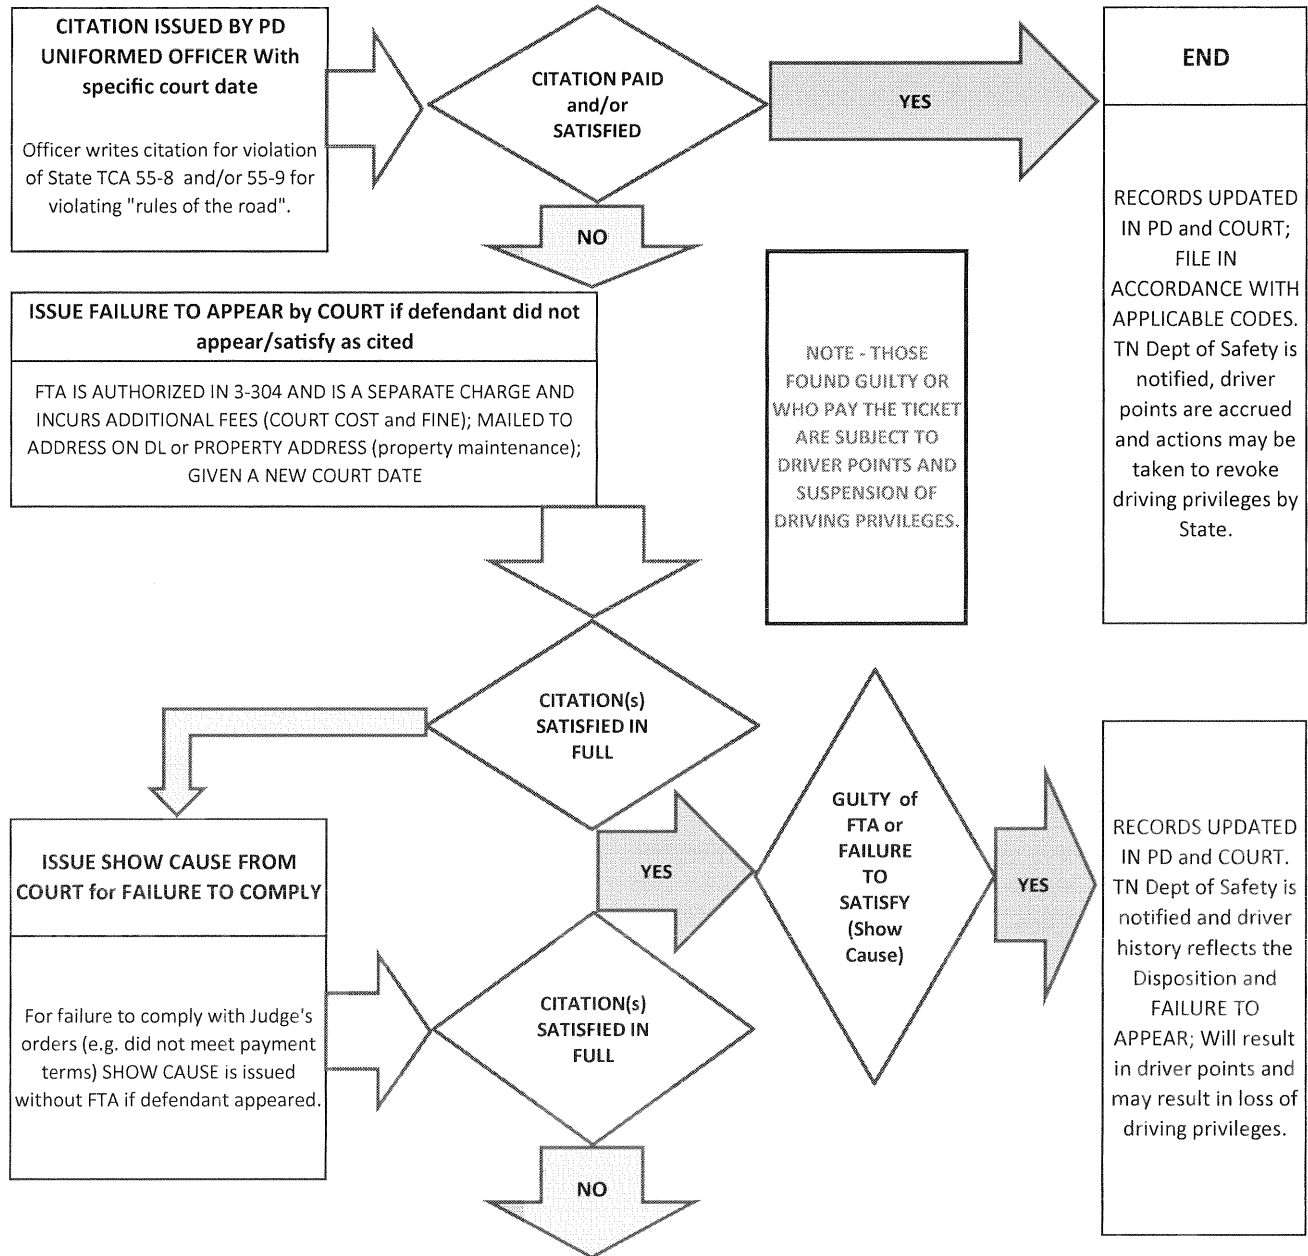 CITATION ISSUED BY PD
UNIFORMED OFFICER With
specific court date
Officer writes citation for violation
of State TCA 55-8  and/or 55-9 for
violating "rules of the road".
CITATION PAID
and/or
SATISFIED
YES
END
RECORDS UPDATED
IN PD and COURT;
FILE IN
ACCORDANCE WITH
APPLICABLE CODES.
TN Dept of Safety is
notified, driver
points are accrued
and actions may be
taken to revoke
driving privileges by
State.
NO
ISSUE FAILURE TO APPEAR by COURT if defendant did not
appear/satisfy as cited
FTA IS AUTHORIZED IN 3-304 AND IS A SEPARATE CHARGE AND
INCURS ADDITIONAL FEES (COURT COST and FINE); MAILED TO
ADDRESS ON DL or PROPERTY ADDRESS (property maintenance);
GIVEN A NEW COURT DATE
NOTE - THOSE
FOUND GUILTY OR
WHO PAY THE TICKET
ARE SUBJECT TO
DRIVER POINTS AND
SUSPENSION OF
DRIVING PRIVILEGES.
CITATION(s)
SATISFIED IN
FULL
YES
GULTY of
FTA or
FAILURE
TO
SATISFY
(Show
Cause)
YES
RECORDS UPDATED
IN PD and COURT.
TN Dept of Safety is
notified and driver
history reflects the
Disposition and
FAILURE TO
APPEAR; Will result
in driver points and
may result in loss of
driving privileges.
ISSUE SHOW CAUSE FROM
COURT for FAILURE TO COMPLY
For failure to comply with Judge's
orders (e.g. did not meet payment
terms) SHOW CAUSE is issued
without FTA if defendant appeared.
CITATION(s)
SATISFIED IN
FULL
NO